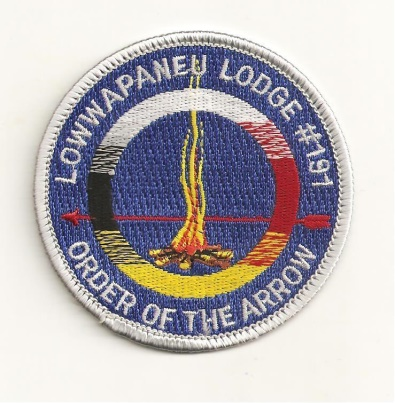 LOWWAPANEU LODGE #191
ORDER OF THE ARROW